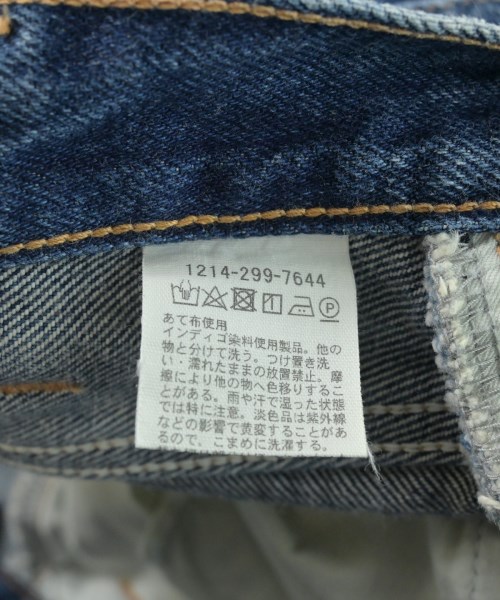 1214-299-7644
P
あて布使用
インディゴ染料使用製品。他の
物と分けて洗う。つけ置き洗
い・濡れたままの放置禁止。摩
擦により他の物へ色移りするこ
とがある。雨や汗で湿った状態
では特に注意。淡色品は紫外線
などの影響で黄変することがあ
るので、こまめに洗濯する。